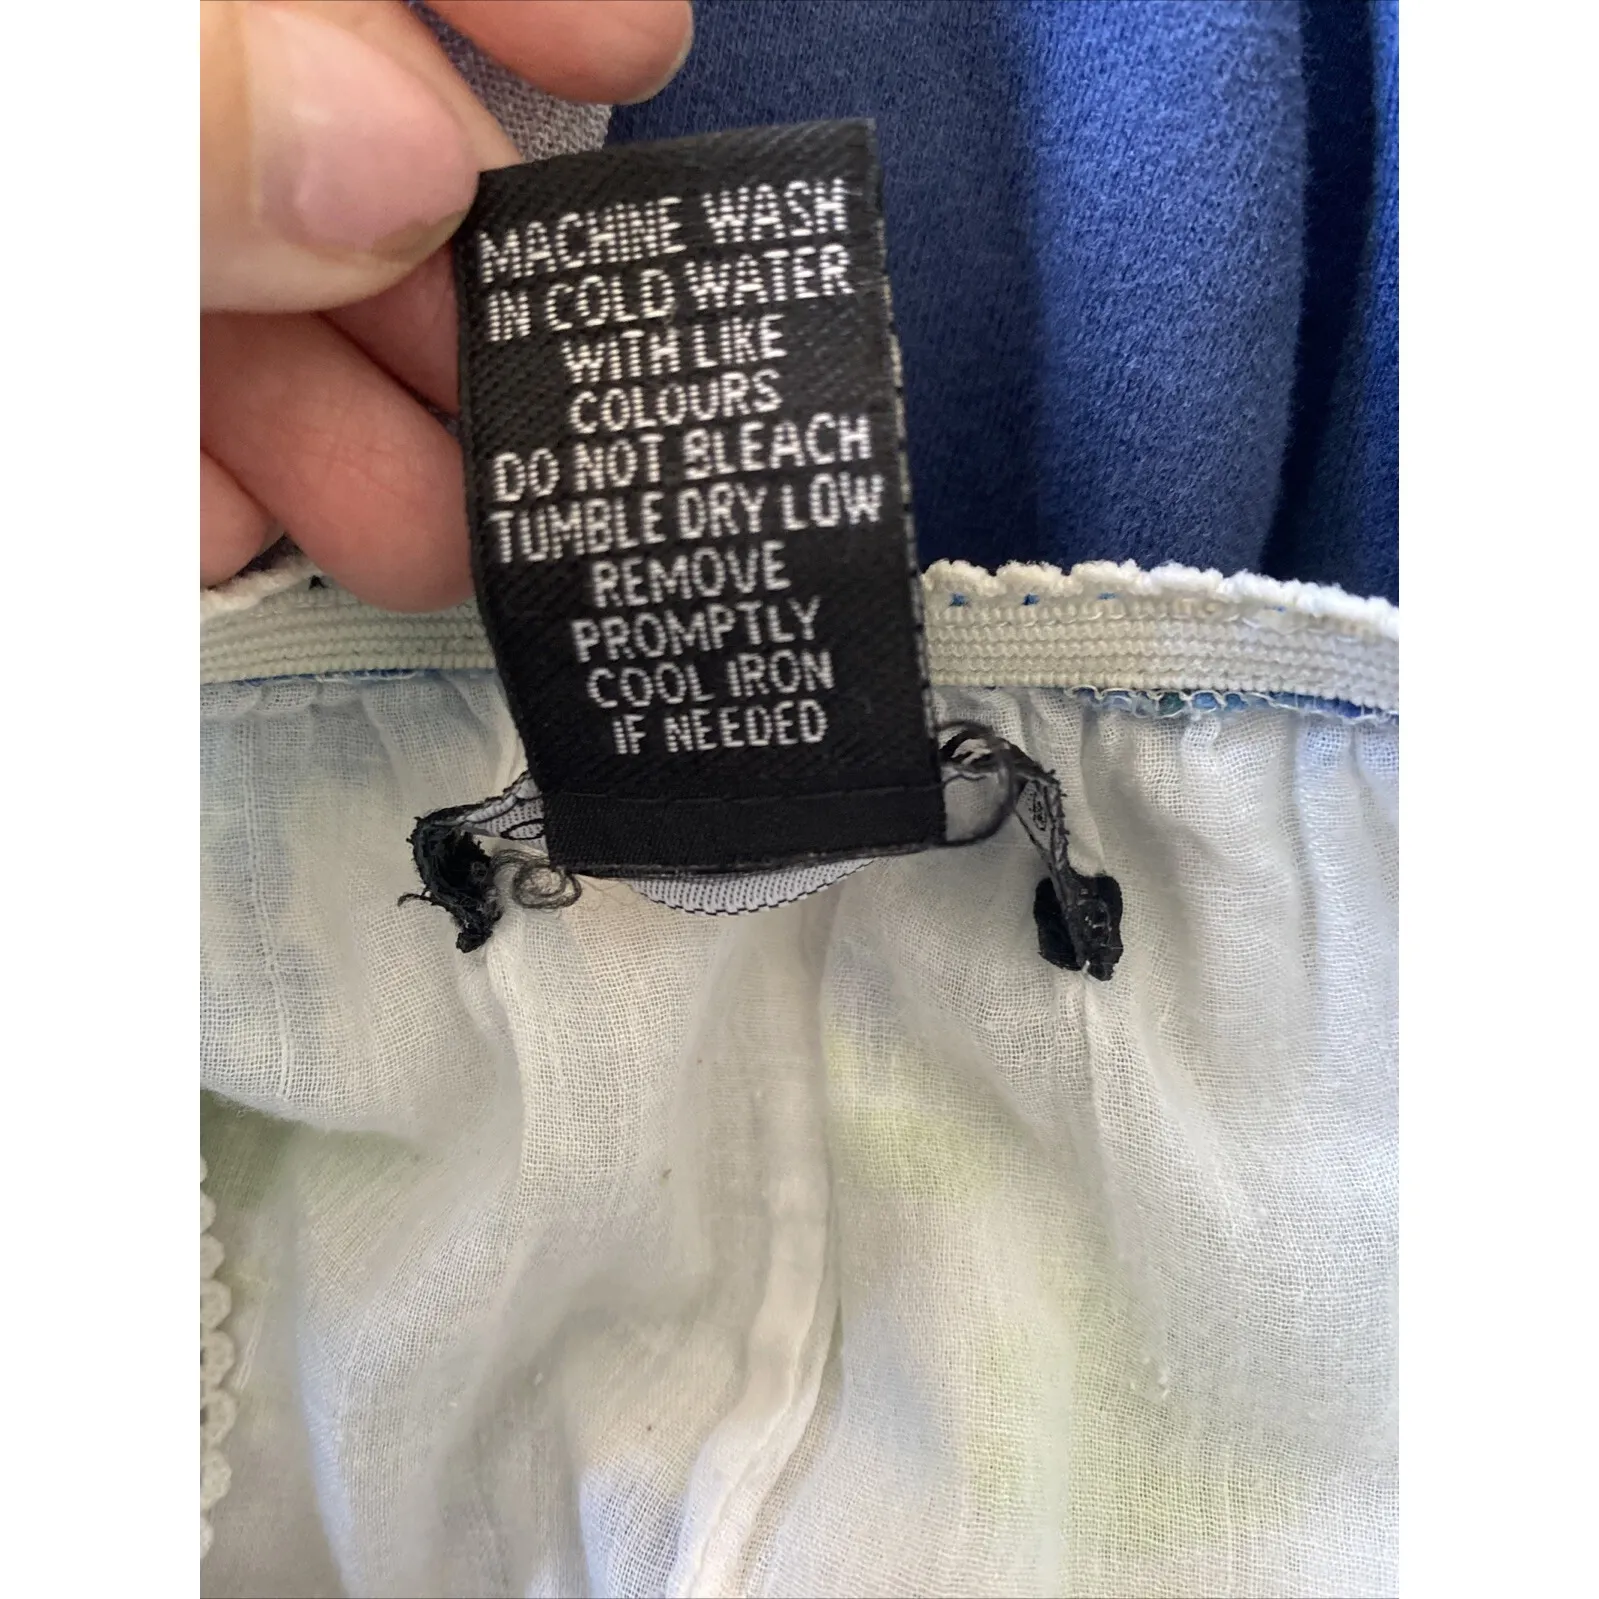 MACHINE WASH
IN COLD WATER
WITH LIKE
COLOURS
DO NOT BLEACH
TUMBLE DRY LOW
REMOVE
PROMPTLY
COOL IRON
IF NEEDED